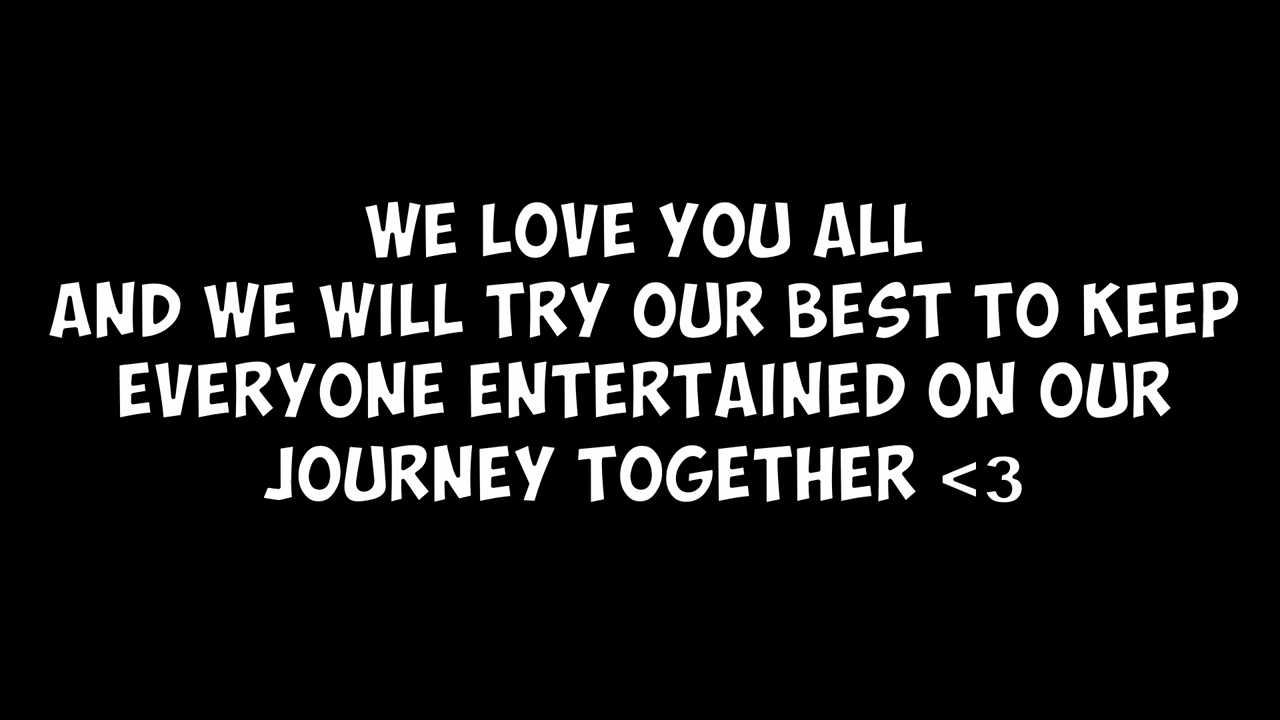 WE LOVE YOU ALL
AND WE WILL TRY OUR BEST TO KEEP
EVERYONE ENTERTAINED ON OUR
JOURNEY TOGETHER <3